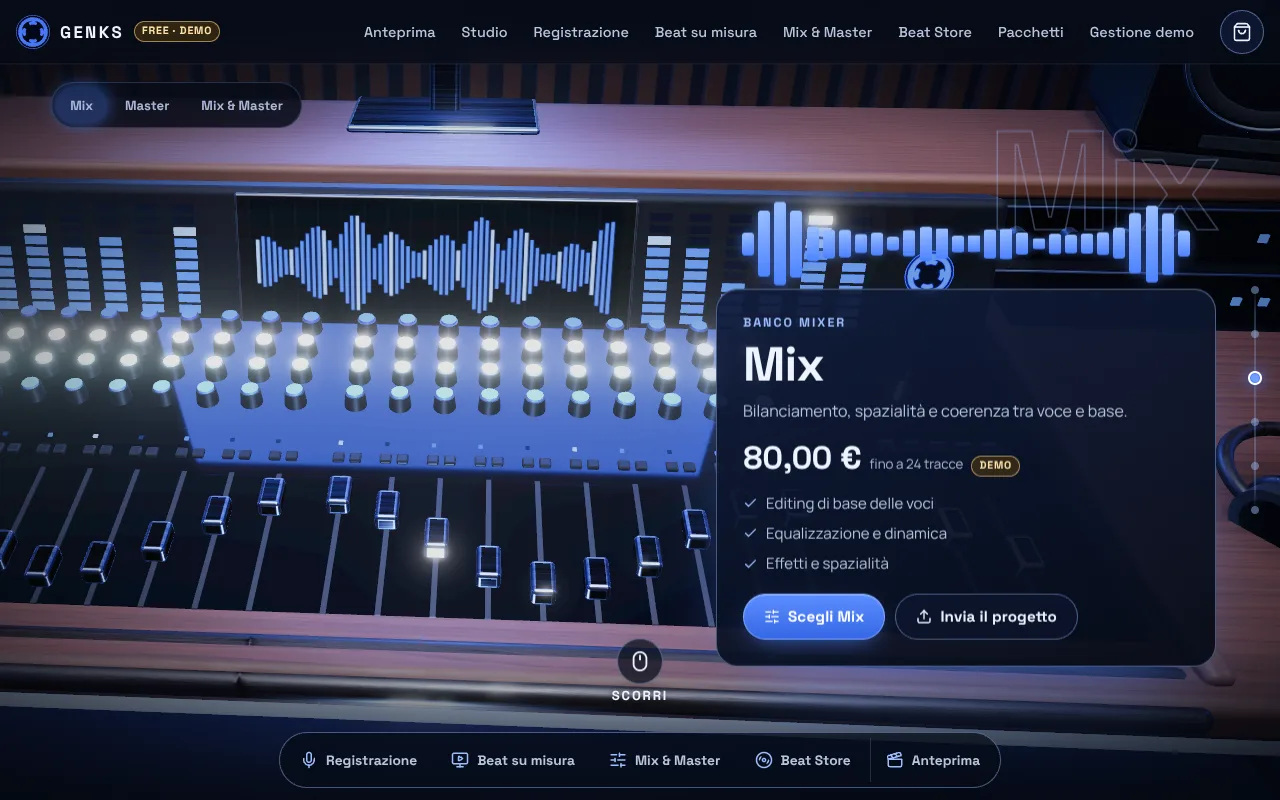 GENKS FREE · DEMO Anteprima Studio Registrazione Beat su misura Mix & Master Beat Store Pacchetti Gestione demo
Mix Master Mix & Master
Mix
BANCO MIXER
Mix
Bilanciamento, spazialità e coerenza tra voce e base.
80,00 € fino a 24 tracce DEMO
Editing di base delle voci
Equalizzazione e dinamica
Effetti e spazialità
Scegli Mix Invia il progetto
SCORRI
Registrazione Beat su misura Mix & Master Beat Store Anteprima